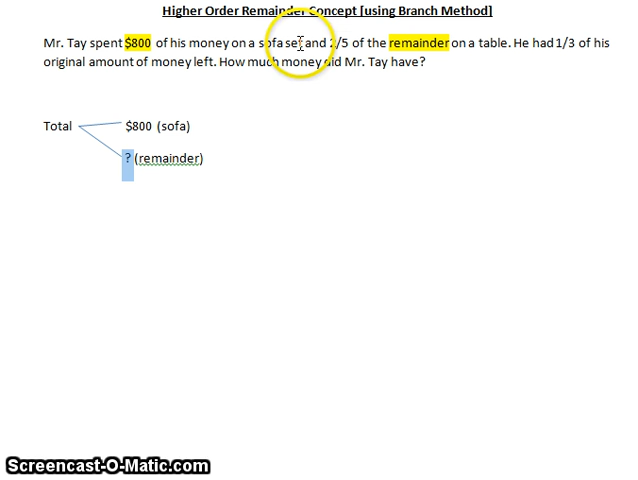 Higher Order Remainder Concept [using Branch Method]
Mr. Tay spent $800 of his money on a sofa set and 2/5 of the remainder on a table. He had 1/3 of his
original amount of money left. How much money did Mr. Tay have?
Total $800 (sofa)
? (remainder)
Screencast-O-Matic.com